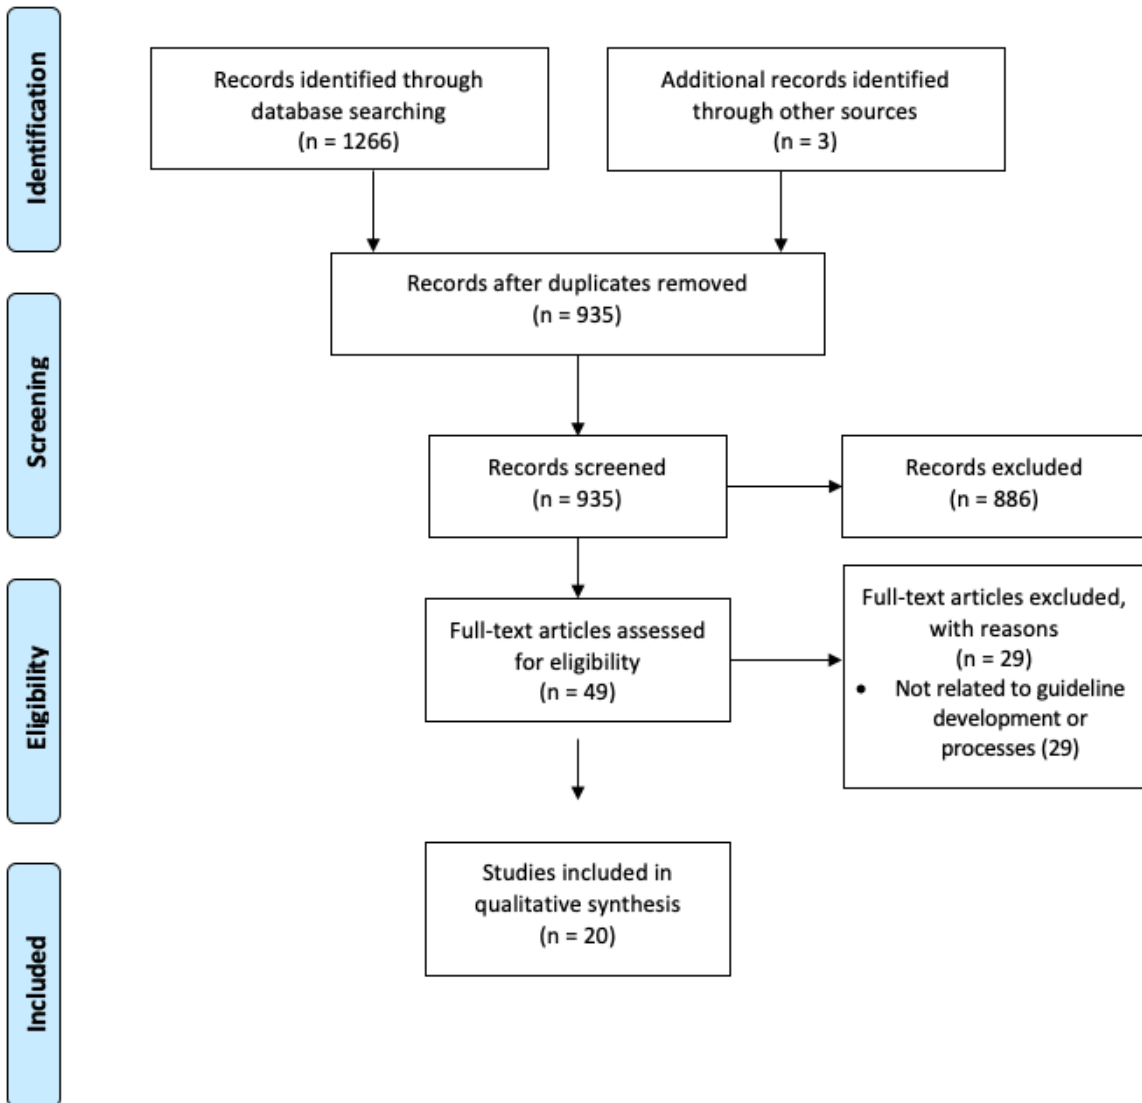 Identification
Records identified through
database searching
(n = 1266)
Additional records identified
through other sources
(n = 3)
Records after duplicates removed
(n = 935)
Screening
Records screened
(n = 935)
Records excluded
(n = 886)
Eligibility
Full-text articles assessed
for eligibility
(n = 49)
Full-text articles excluded,
with reasons
(n = 29)
• Not related to guideline
development or
processes (29)
Included
Studies included in
qualitative synthesis
(n = 20)